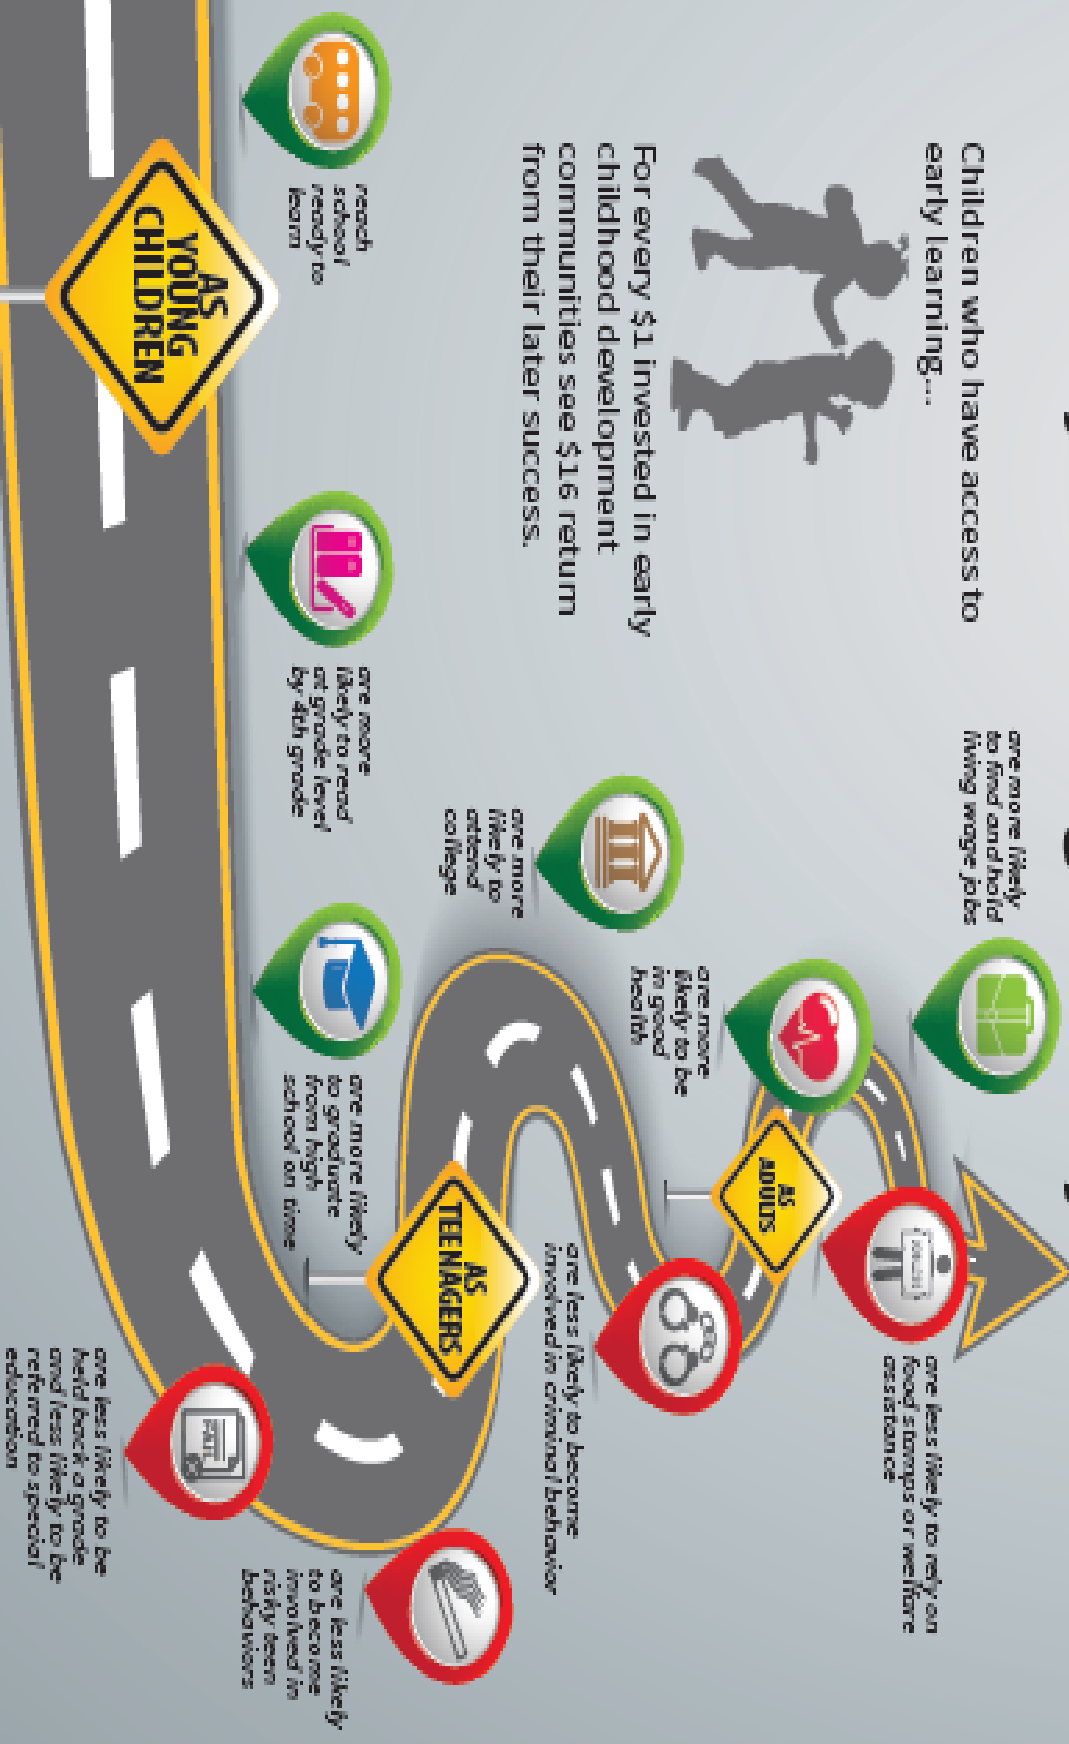 Children who have access to
early learning...
For every $1 invested in early
childhood development
communities see $16 return
from their later success.
reach
school
ready to
learn
AS
YOUNG
CHILDREN
are more
likely to read
at grade level
by 4th grade
are more likely
to graduate
from high
school on time
are less likely to be
held back a grade
and less likely to be
referred to special
education
FAIL
AS
TEENAGERS
are less likely
to become
involved in
risky teen
behaviors
are more
likely to
attend
college
are less likely to become
involved in criminal behavior
AS
ADULTS
are more
likely to be
in good
health
are more likely
to find and hold
living wage jobs
JOBLESS
are less likely to rely on
food stamps or welfare
assistance